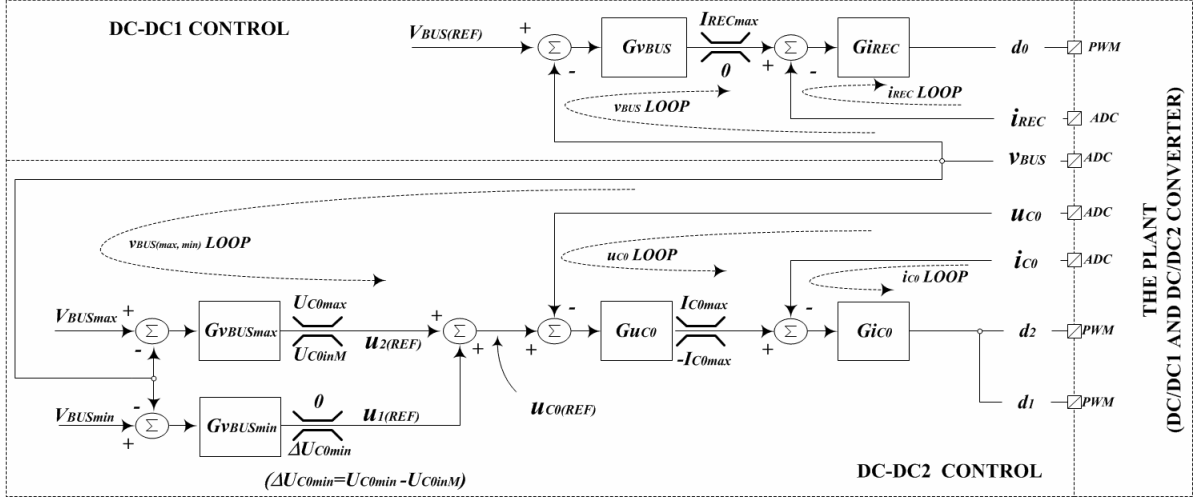 DC-DC1 CONTROL
VBUS(REF)
+
Σ
-
GvBUS
IRECmax
0
+
Σ
-
GiREC
d0
PWM
vBUS LOOP
iREC LOOP
iREC
ADC
vBUS
ADC
uC0
ADC
vBUS(max, min) LOOP
uC0 LOOP
iC0
ADC
iC0 LOOP
VBUSmax
+
Σ
-
GvBUSmax
UC0max
UC0inM
u2(REF)
+
Σ
+
-
+
Σ
GuC0
IC0max
-IC0max
-
+
Σ
GiC0
d2
PWM
VBUSmin
-
+
Σ
GvBUSmin
0
ΔUC0min
u1(REF)
uC0(REF)
d1
PWM
(ΔUC0min=UC0min -UC0inM)
DC-DC2 CONTROL
THE PLANT
(DC/DC1 AND DC/DC2 CONVERTER)